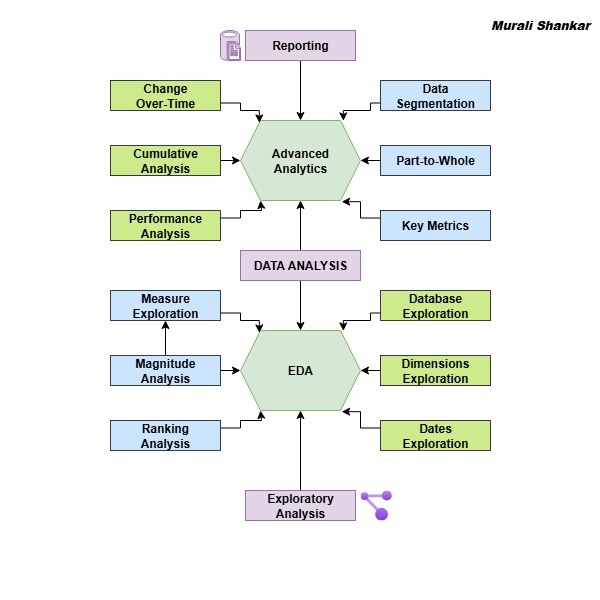 Murali Shankar
Reporting
Change
Over-Time
Data
Segmentation
Cumulative
Analysis
Advanced
Analytics
Part-to-Whole
Performance
Analysis
Key Metrics
DATA ANALYSIS
Measure
Exploration
Database
Exploration
Magnitude
Analysis
EDA
Dimensions
Exploration
Ranking
Analysis
Dates
Exploration
Exploratory
Analysis